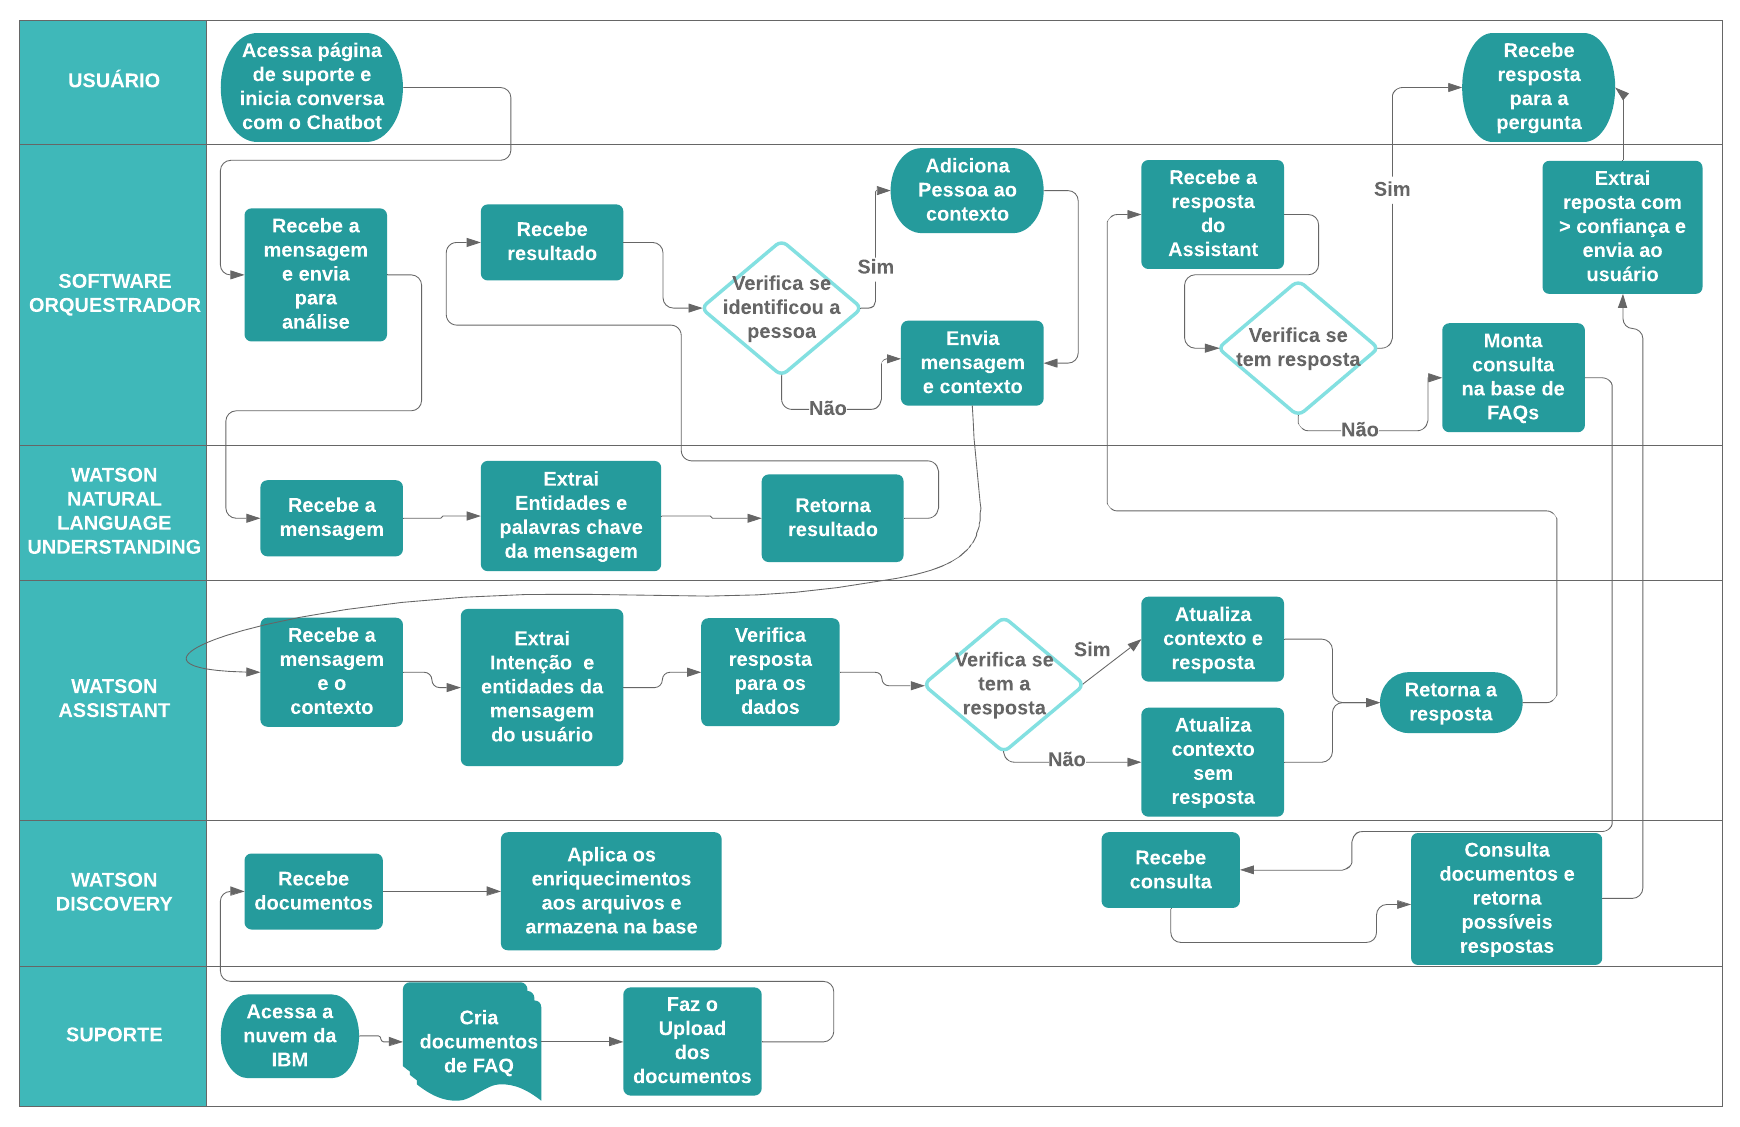 USUÁRIO
Acessa página
de suporte e
inicia conversa
com o Chatbot
Recebe
resposta
para a
pergunta
SOFTWARE
ORQUESTRADOR
Recebe a
mensagem
e envia
para
análise
Recebe
resultado
Verifica se
identificou a
pessoa
Sim
Não
Adiciona
Pessoa ao
contexto
Envia
mensagem
e contexto
Recebe a
resposta
do
Assistant
Verifica se
tem resposta
Sim
Não
Monta
consulta
na base de
FAQs
Extrai
reposta com
> confiança e
envia ao
usuário
WATSON
NATURAL
LANGUAGE
UNDERSTANDING
Recebe a
mensagem
Extrai
Entidades e
palavras chave
da mensagem
Retorna
resultado
WATSON
ASSISTANT
Recebe a
mensagem
e o
contexto
Extrai
Intenção e
entidades da
mensagem
do usuário
Verifica
resposta
para os
dados
Verifica se
tem a
resposta
Sim
Não
Atualiza
contexto e
resposta
Atualiza
contexto
sem
resposta
Retorna a
resposta
WATSON
DISCOVERY
Recebe
documentos
Aplica os
enriquecimentos
aos arquivos e
armazena na base
Recebe
consulta
Consulta
documentos e
retorna
possíveis
respostas
SUPORTE
Acessa a
nuvem da
IBM
Cria
documentos
de FAQ
Faz o
Upload
dos
documentos